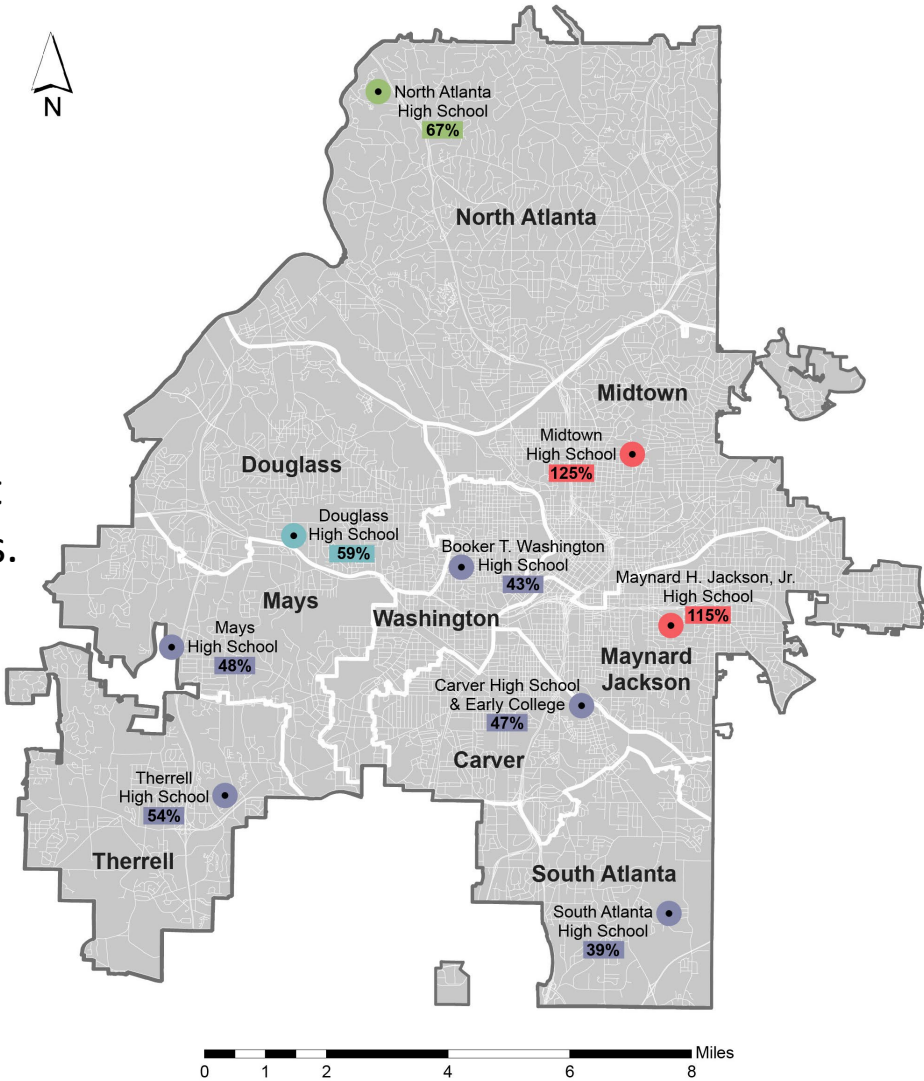 N
North Atlanta
High School
67%
North Atlanta
Midtown
Midtown
High School
125%
Douglass
Douglass
High School
59%
s.
Booker T. Washington
High School
43%
Maynard H. Jackson, Jr.
High School
115%
Mays
Washington
Mays
High School
48%
Maynard
Jackson
Carver High School
& Early College
47%
Carver
Therrell
High School
54%
Therrell
South Atlanta
South Atlanta
High School
39%
Miles
0 1 2 4 6 8